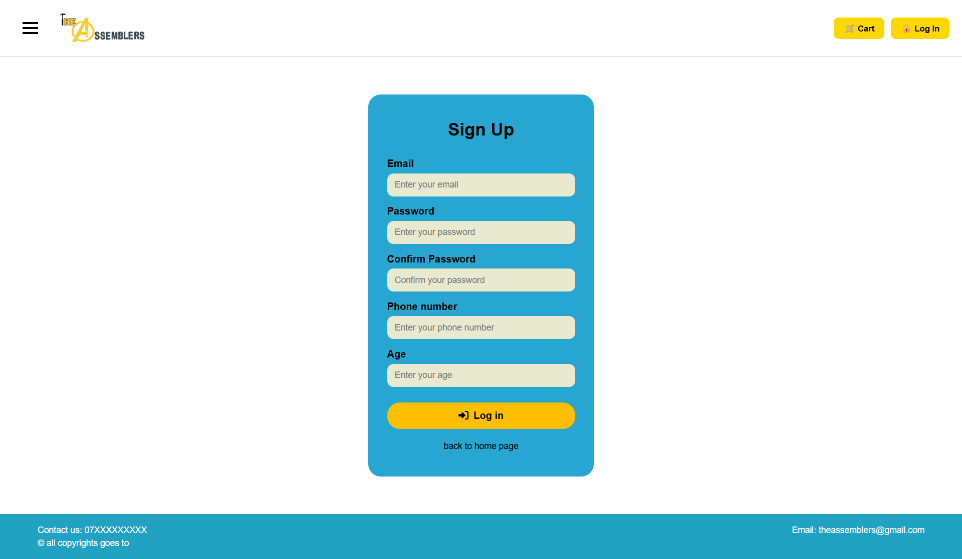 THE
ASSEMBLERS
Cart
Log In
Sign Up
Email
Enter your email
Password
Enter your password
Confirm Password
Confirm your password
Phone number
Enter your phone number
Age
Enter your age
Log in
back to home page
Contact us: 07XXXXXXXXX
Email: theassemblers@gmail.com
© all copyrights goes to